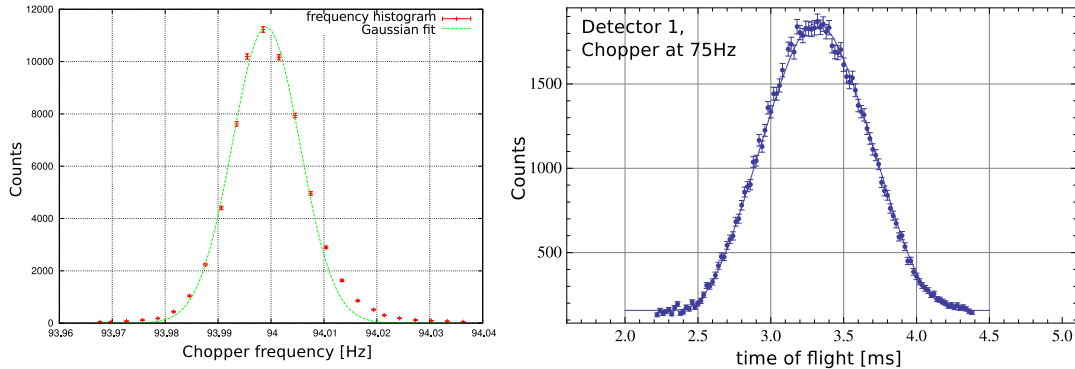 frequency histogram
Gaussian fit
Counts
12000
10000
8000
6000
4000
2000
0
93.96 93.97 93.98 93.99 94 94.01 94.02 94.03 94.04
Chopper frequency [Hz]
Detector 1,
Chopper at 75Hz
Counts
1500
1000
500
2.0 2.5 3.0 3.5 4.0 4.5 5.0
time of flight [ms]